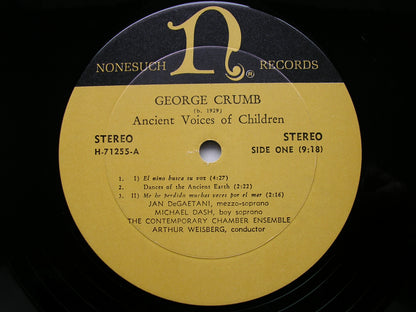 NONESUCH n® RECORDS
GEORGE CRUMB
(b. 1929)
Ancient Voices of Children
STEREO
H-71255-A
STEREO
SIDE ONE (9:18)
1. I) El niño busca su voz (4:27)
2. Dances of the Ancient Earth (2:22)
3. II) Me he perdido muchas veces por el mar (2:16)
JAN DeGAETANI, mezzo-soprano
MICHAEL DASH, boy soprano
THE CONTEMPORARY CHAMBER ENSEMBLE
ARTHUR WEISBERG, conductor